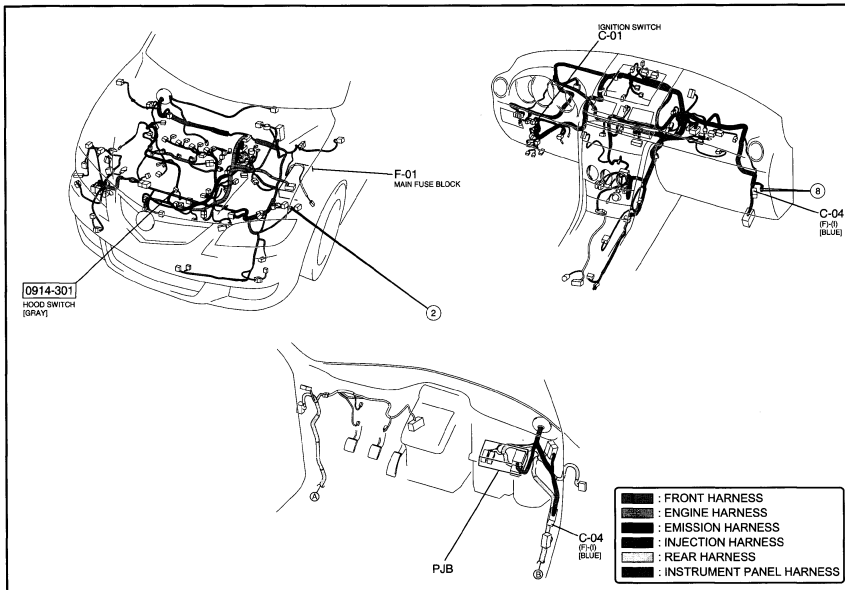 IGNITION SWITCH
C-01
F-01
MAIN FUSE BLOCK
8
C-04
(F)-(I)
[BLUE]
0914-301
HOOD SWITCH
[GRAY]
2
A
PJB
C-04
(F)-(I)
[BLUE]
B
: FRONT HARNESS
: ENGINE HARNESS
: EMISSION HARNESS
: INJECTION HARNESS
: REAR HARNESS
: INSTRUMENT PANEL HARNESS